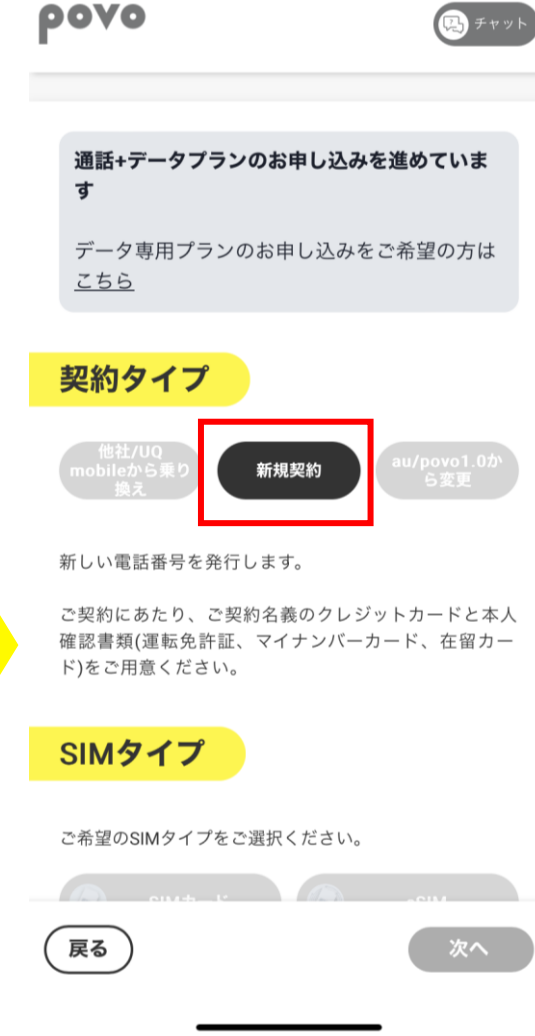 povo
チャット
通話+データプランのお申し込みを進めていま
す
データ専用プランのお申し込みをご希望の方は
こちら
契約タイプ
他社/UQ
mobileから乗り
換え
新規契約
au/povo1.0か
ら変更
新しい電話番号を発行します。
ご契約にあたり、ご契約名義のクレジットカードと本人
確認書類(運転免許証、マイナンバーカード、在留カー
ド)をご用意ください。
SIMタイプ
ご希望のSIMタイプをご選択ください。
SIMカード
eSIM
戻る
次へ